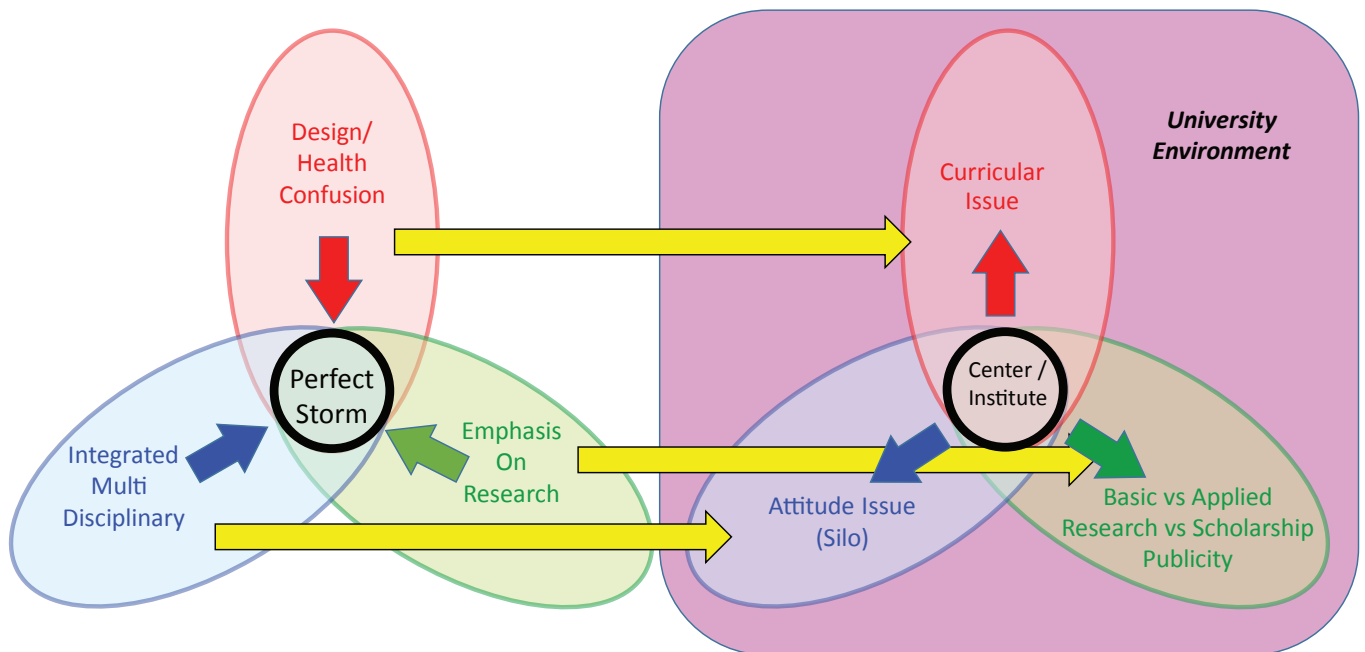 Design/
Health
Confusion
Perfect
Storm
Integrated
Multi
Disciplinary
Emphasis
On
Research
University
Environment
Curricular
Issue
Center /
Institute
Attitude Issue
(Silo)
Basic vs Applied
Research vs Scholarship
Publicity